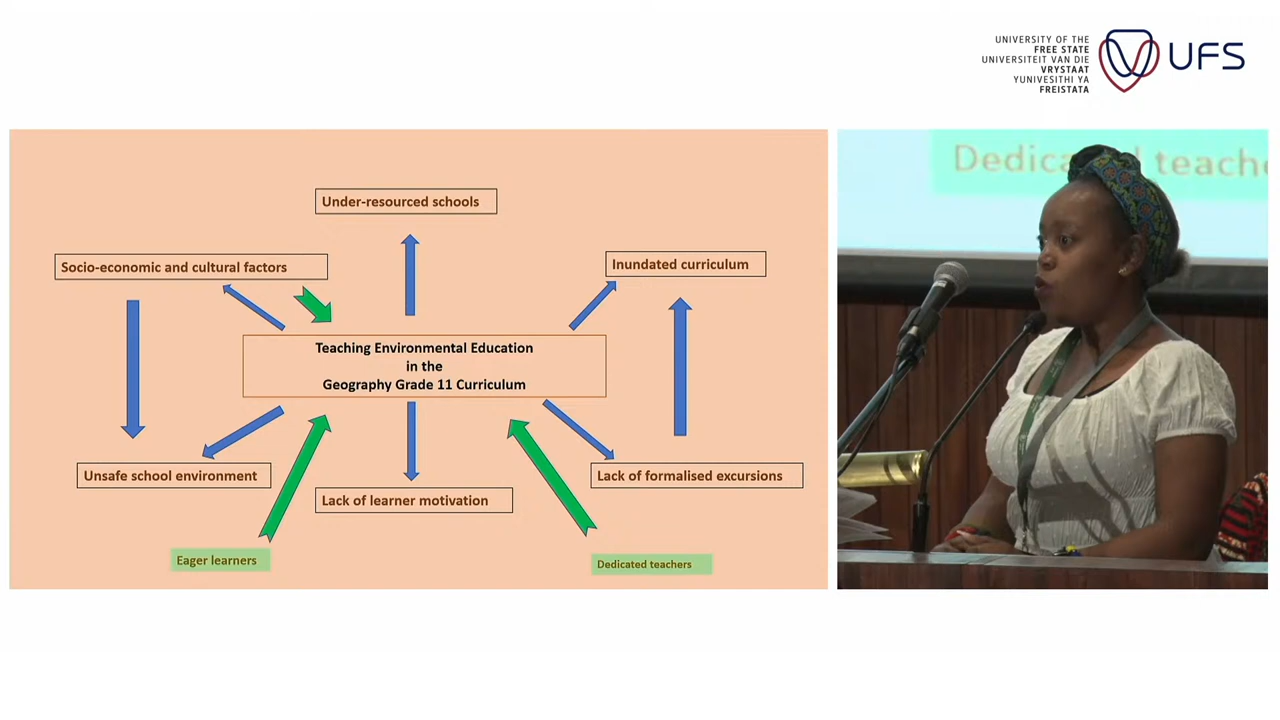 UNIVERSITY OF THE
FREE STATE
UNIVERSITEIT VAN DIE
VRYSTAAT
YUNIVESITHI YA
FREISTATA
UFS
Under-resourced schools
Socio-economic and cultural factors
Inundated curriculum
Teaching Environmental Education
in the
Geography Grade 11 Curriculum
Unsafe school environment
Lack of formalised excursions
Lack of learner motivation
Eager learners
Dedicated teachers